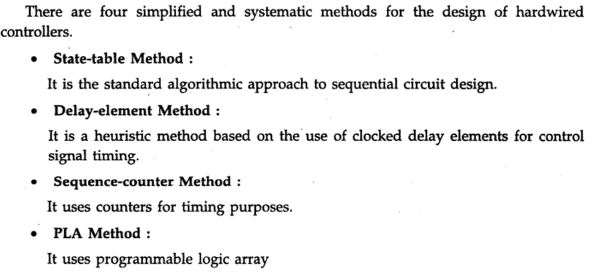 There are four simplified and systematic methods for the design of hardwired
controllers.
• State-table Method :
It is the standard algorithmic approach to sequential circuit design.
• Delay-element Method :
It is a heuristic method based on the use of clocked delay elements for control
signal timing.
• Sequence-counter Method :
It uses counters for timing purposes.
• PLA Method :
It uses programmable logic array